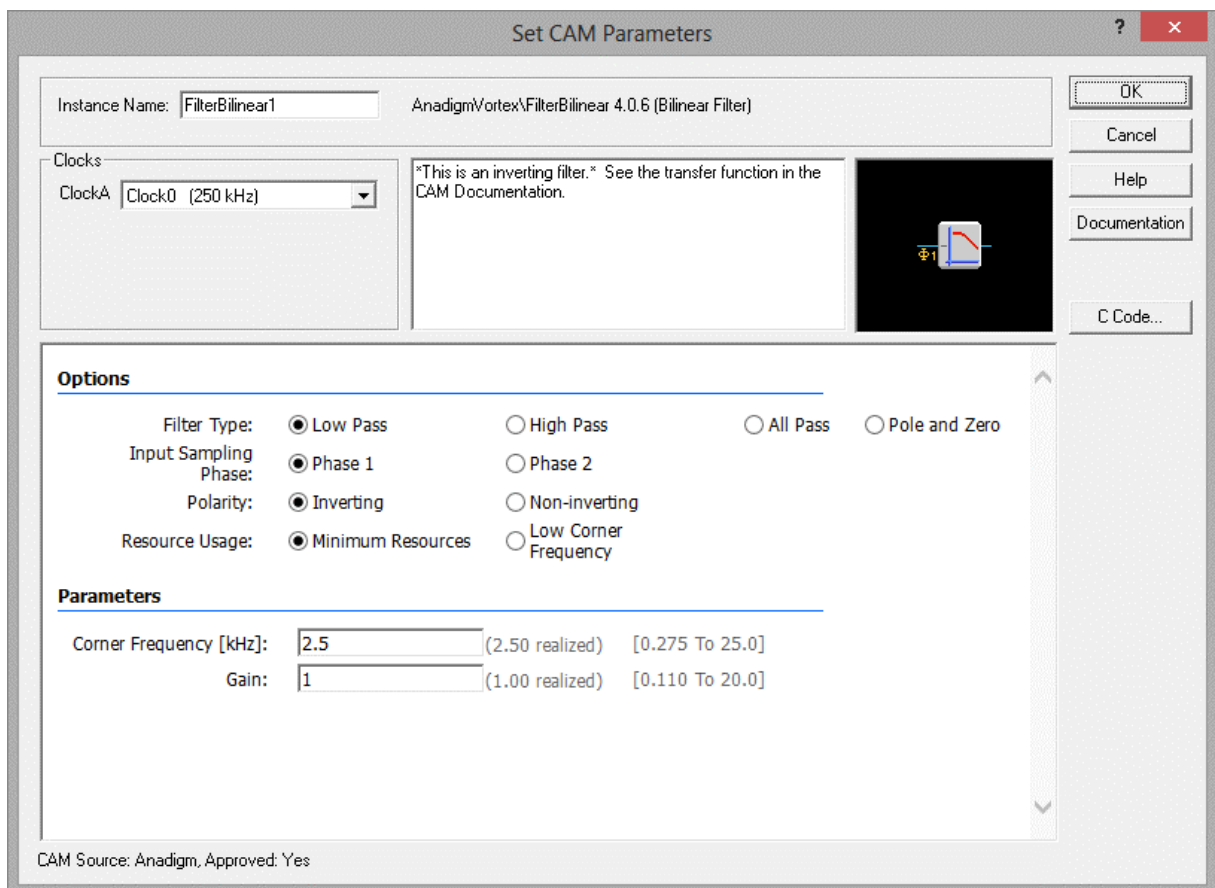 Set CAM Parameters
?
×
Instance Name: FilterBilinear1
AnadigmVortex\FilterBilinear 4.0.6 (Bilinear Filter)
OK
Cancel
Help
Documentation
C Code...
Clocks
ClockA Clock0 (250 kHz)
*This is an inverting filter.* See the transfer function in the
CAM Documentation.
Φ1
Options
Filter Type: Low Pass High Pass All Pass Pole and Zero
Input Sampling
Phase: Phase 1 Phase 2
Polarity: Inverting Non-inverting
Resource Usage: Minimum Resources Low Corner
Frequency
Parameters
Corner Frequency [kHz]: 2.5 (2.50 realized) [0.275 To 25.0]
Gain: 1 (1.00 realized) [0.110 To 20.0]
CAM Source: Anadigm, Approved: Yes